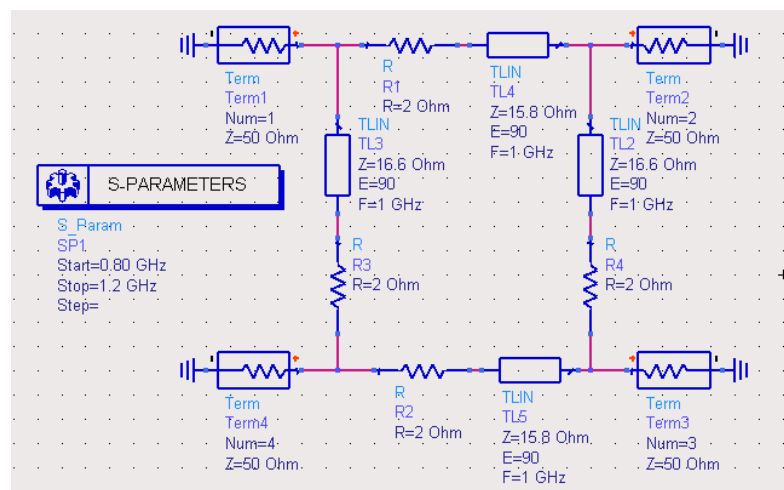 Term
Term1
Num=1
Z=50 Ohm
R
R1
R=2 Ohm
TLIN
TL4
Z=15.8 Ohm
E=90
F=1 GHz
Term
Term2
Num=2
Z=50 Ohm
TLIN
TL3
Z=16.6 Ohm
E=90
F=1 GHz
TLIN
TL2
Z=16.6 Ohm
E=90
F=1 GHz
S-PARAMETERS
S_Param
SP1
Start=0.80 GHz
Stop=1.2 GHz
Step=
R
R3
R=2 Ohm
R
R4
R=2 Ohm
Term
Term4
Num=4
Z=50 Ohm
R
R2
R=2 Ohm
TLIN
TL5
Z=15.8 Ohm
E=90
F=1 GHz
Term
Term3
Num=3
Z=50 Ohm